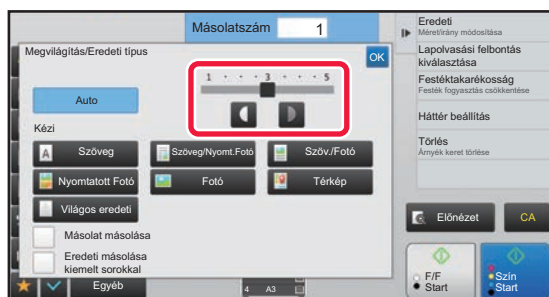 Másolatszám 1
Megvilágítás/Eredeti típus
OK
1 · · · 3 · · · 5
Auto
Kézi
A Szöveg
Szöveg/Nyomt.Fotó
Szöv./Fotó
Nyomtatott Fotó
Fotó
Térkép
Világos eredeti
Másolat másolása
Eredeti másolása
kiemelt sorokkal
Egyéb
4 A3
Eredeti
Méret/irány módosítása
Lapolvasási felbontás
kiválasztása
Festéktakarékosság
Festék fogyasztás csökkentése
Háttér beállítás
Törlés
Árnyék keret törlése
Előnézet
CA
F/F
Start
Szín
Start